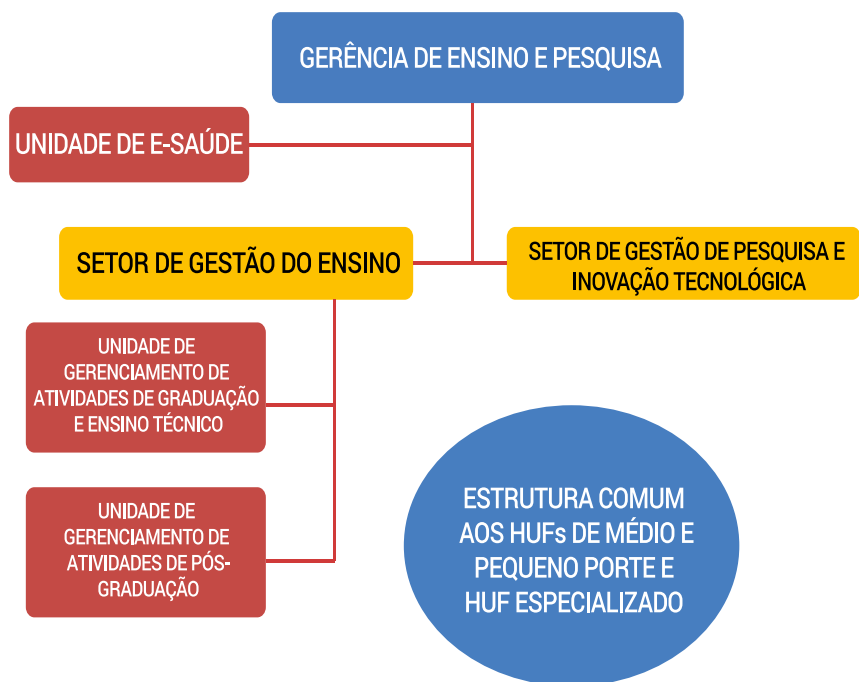 GERÊNCIA DE ENSINO E PESQUISA
UNIDADE DE E-SAÚDE
SETOR DE GESTÃO DO ENSINO
SETOR DE GESTÃO DE PESQUISA E
INOVAÇÃO TECNOLÓGICA
UNIDADE DE
GERENCIAMENTO DE
ATIVIDADES DE GRADUAÇÃO
E ENSINO TÉCNICO
UNIDADE DE
GERENCIAMENTO DE
ATIVIDADES DE PÓS-
GRADUAÇÃO
ESTRUTURA COMUM
AOS HUFs DE MÉDIO E
PEQUENO PORTE E
HUF ESPECIALIZADO